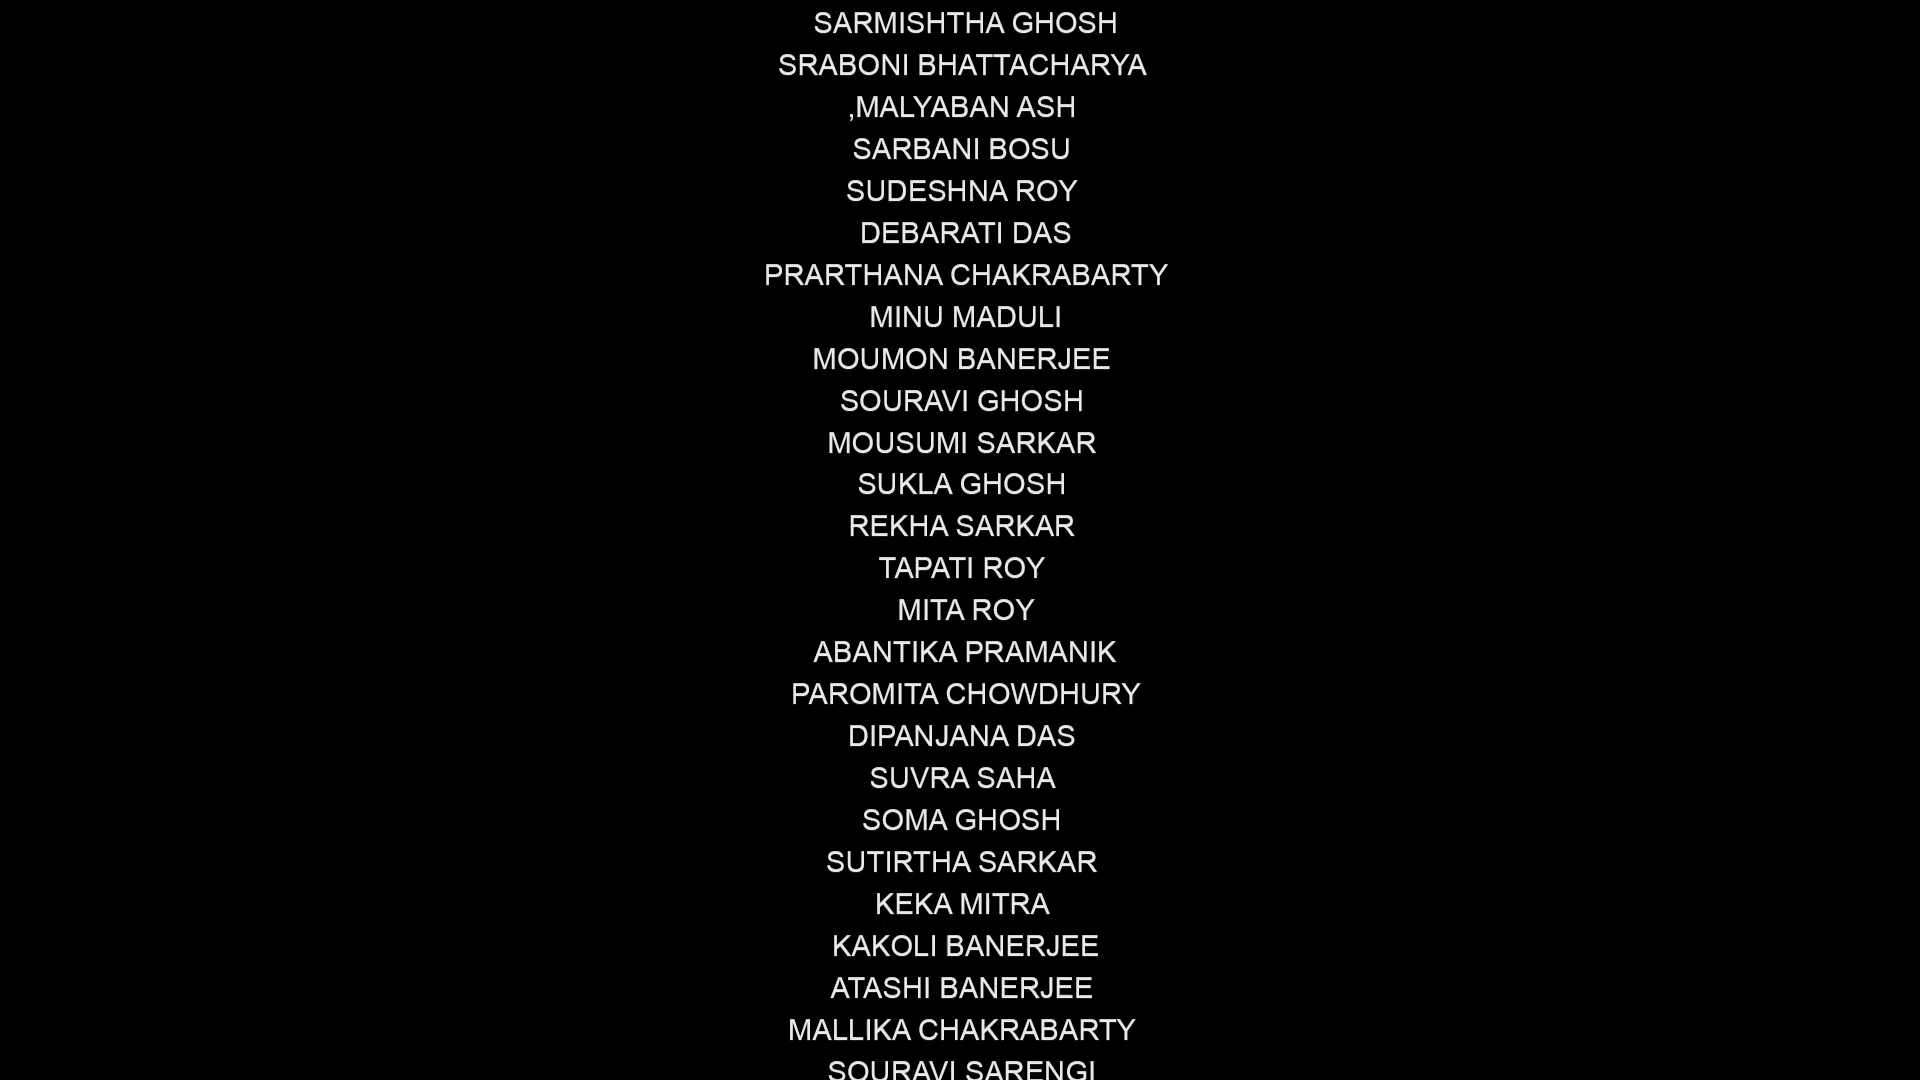 SARMISHTHA GHOSH
SRABONI BHATTACHARYA
,MALYABAN ASH
SARBANI BOSU
SUDESHNA ROY
DEBARATI DAS
PRARTHANA CHAKRABARTY
MINU MADULI
MOUMON BANERJEE
SOURAVI GHOSH
MOUSUMI SARKAR
SUKLA GHOSH
REKHA SARKAR
TAPATI ROY
MITA ROY
ABANTIKA PRAMANIK
PAROMITA CHOWDHURY
DIPANJANA DAS
SUVRA SAHA
SOMA GHOSH
SUTIRTHA SARKAR
KEKA MITRA
KAKOLI BANERJEE
ATASHI BANERJEE
MALLIKA CHAKRABARTY
SOURAVI SARENGI